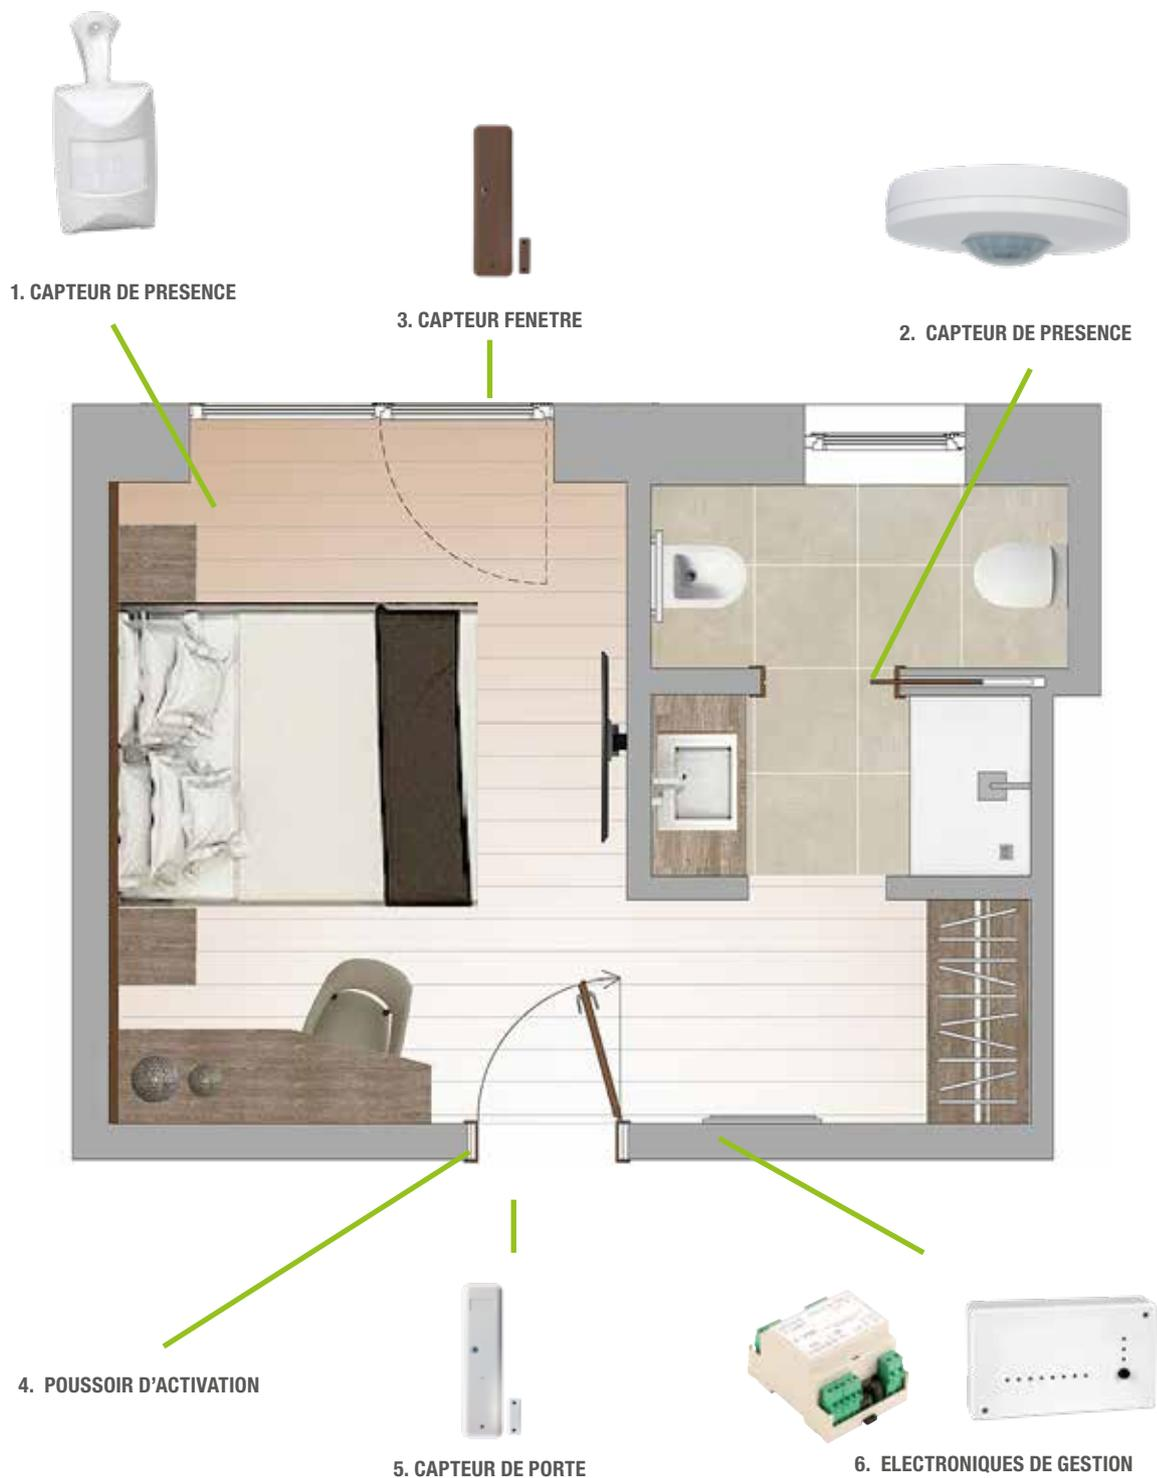 1. CAPTEUR DE PRESENCE
3. CAPTEUR FENETRE
2. CAPTEUR DE PRESENCE
4. POUSSOIR D'ACTIVATION
5. CAPTEUR DE PORTE
6. ELECTRONIQUES DE GESTION